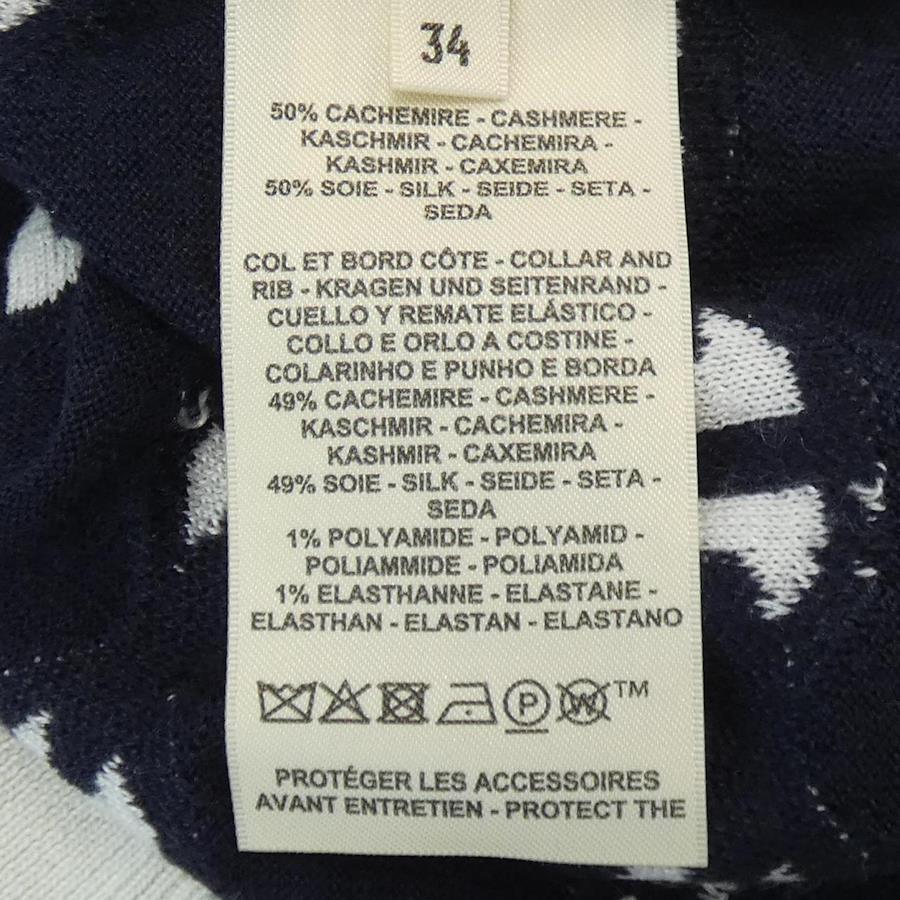 34
50% CACHEMIRE - CASHMERE -
KASCHMIR - CACHEMIRA -
KASHMIR - CAXEMIRA
50% SOIE - SILK - SEIDE - SETA -
SEDA
COL ET BORD CÔTE - COLLAR AND
RIB - KRAGEN UND SEITENRAND -
CUELLO Y REMATE ELÁSTICO -
COLLO E ORLO A COSTINE -
COLARINHO E PUNHO E BORDA
49% CACHEMIRE - CASHMERE -
KASCHMIR - CACHEMIRA -
KASHMIR - CAXEMIRA
49% SOIE - SILK - SEIDE - SETA -
SEDA
1% POLYAMIDE - POLYAMID -
POLIAMMIDE - POLIAMIDA
1% ELASTHANNE - ELASTANE -
ELASTHAN - ELASTAN - ELASTANO
P W TM
PROTÉGER LES ACCESSOIRES
AVANT ENTRETIEN - PROTECT THE